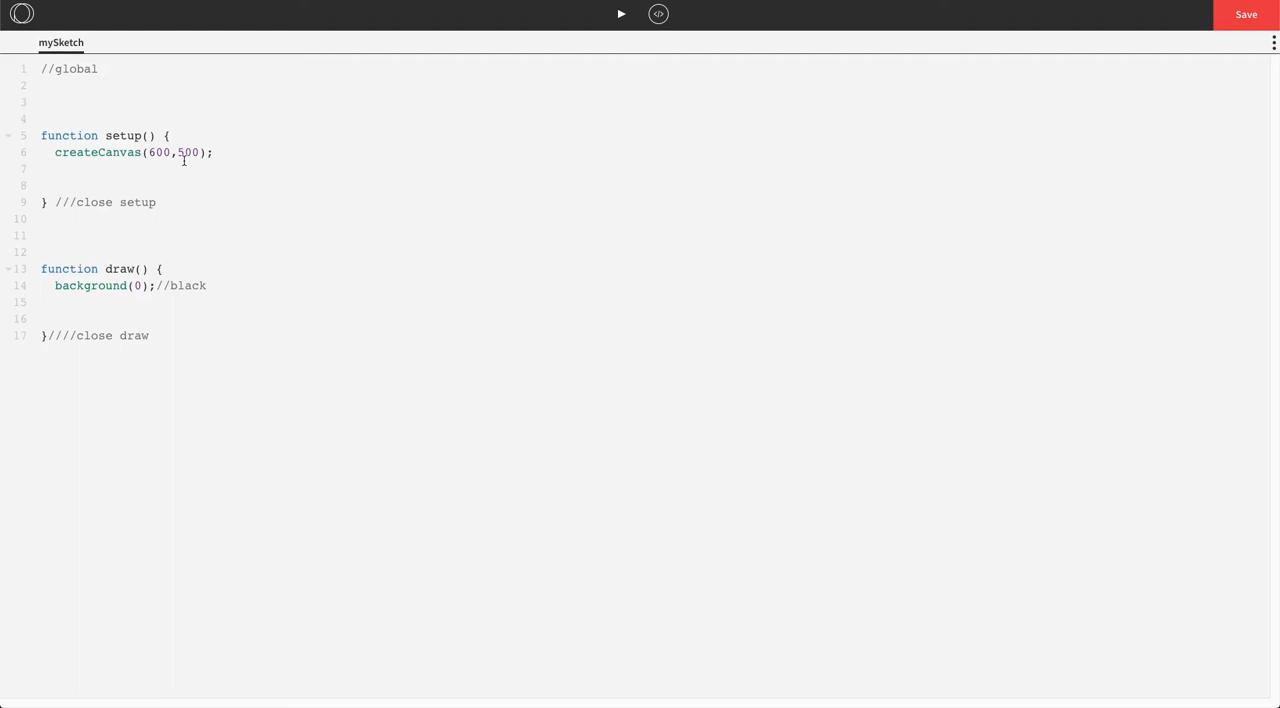 </>
Save
mySketch
1 //global
2
3
4
5 function setup() {
6 createCanvas(600,500);
7
8
9 } ///close setup
10
11
12
13 function draw() {
14 background(0);//black
15
16
17 }////close draw